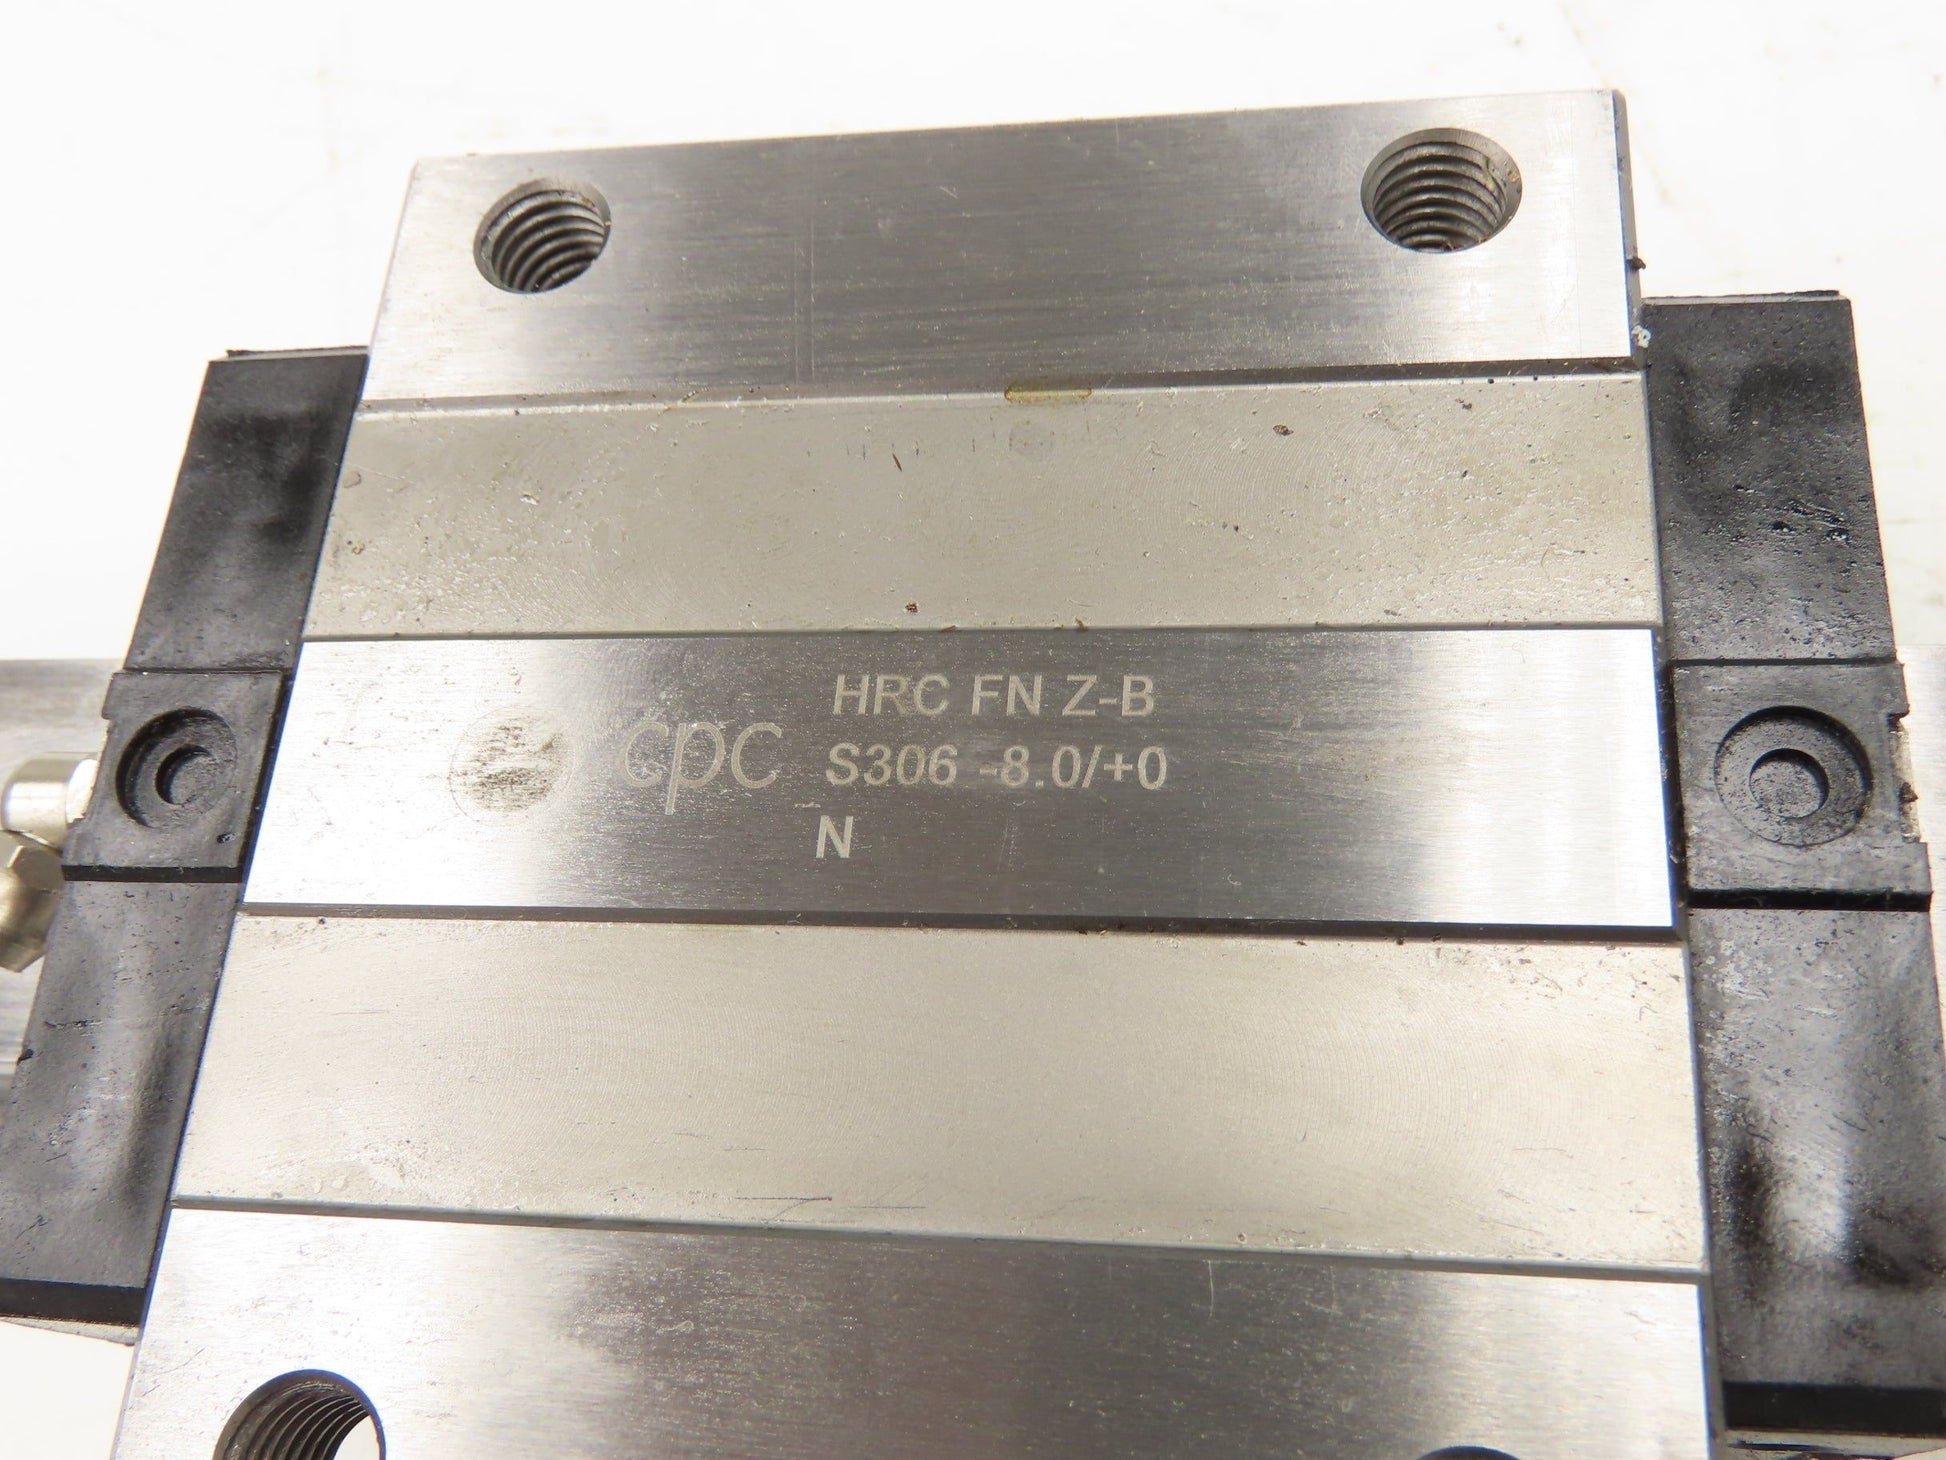 HRC FN Z-B
cpc S306 -8.0/+0
N